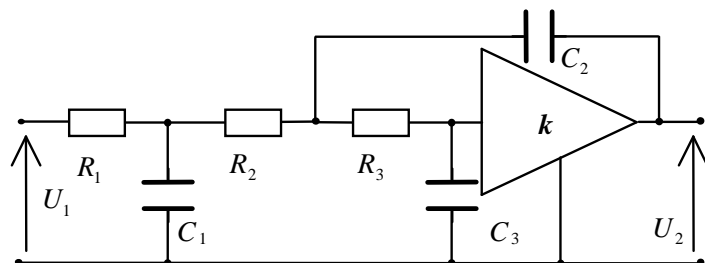 C₂
k
R₁
R₂
R₃
U₁
C₁
C₃
U₂